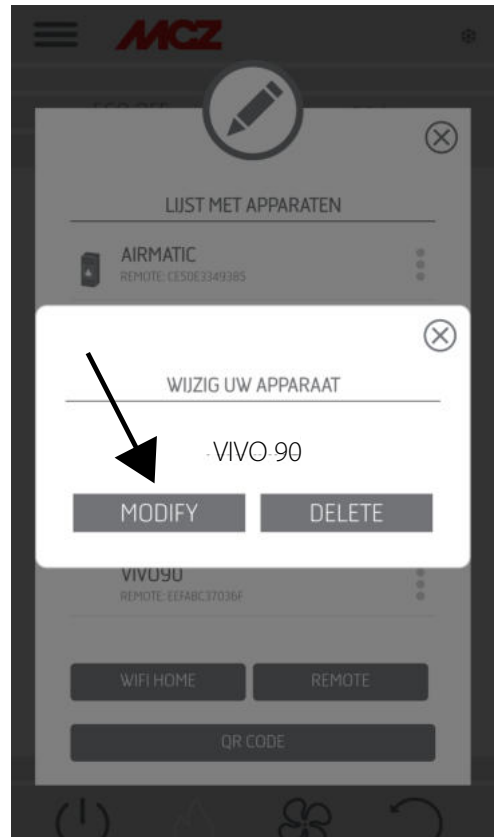 MCZ
LIJST MET APPARATEN
AIRMATIC
REMOTE: CE5DE3349385
WIJZIG UW APPARAAT
VIVO 90
MODIFY DELETE
VIVO90
REMOTE: EEFABC37036F
WIFI HOME REMOTE
QR CODE